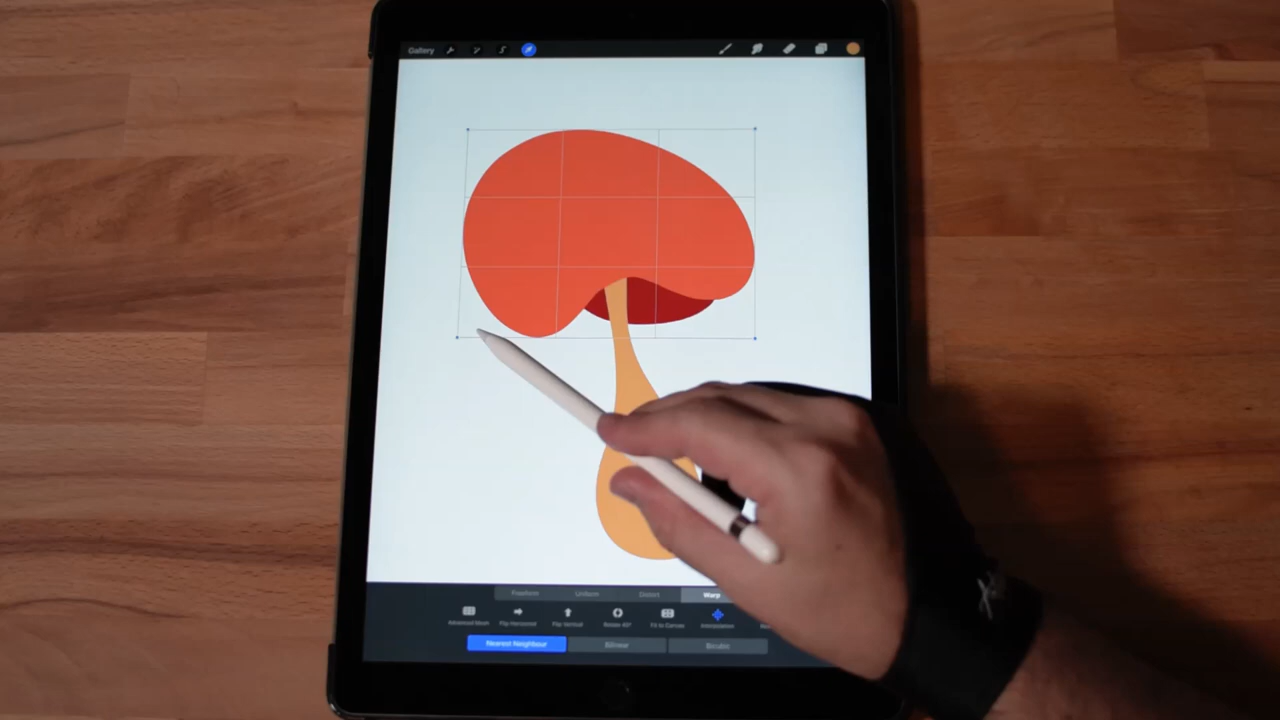 Gallery
Freeform Uniform Distort Warp
Advanced Mesh Flip Horizontal Flip Vertical Rotate 45° Fit to Canvas Interpolation
Nearest Neighbour Bilinear Bicubic